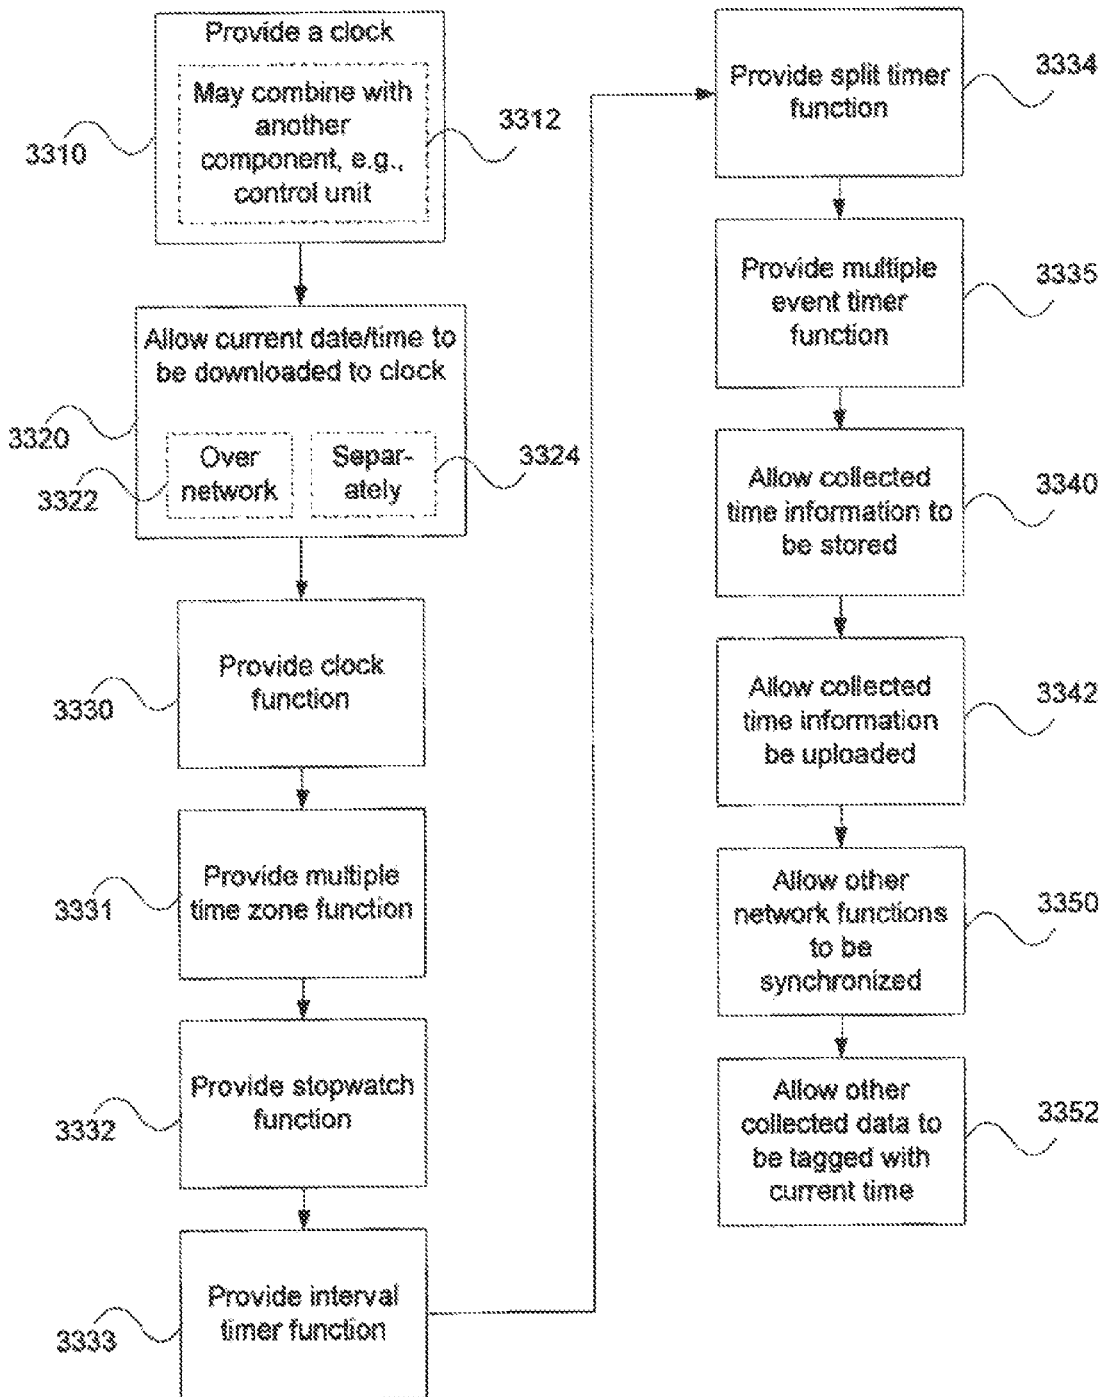 Provide a clock
May combine with
another
component, e.g.,
control unit
3310
3312
Allow current date/time to
be downloaded to clock
3320
Over
network
3322
Separ-
ately
3324
Provide clock
function
3330
Provide multiple
time zone function
3331
Provide stopwatch
function
3332
Provide interval
timer function
3333
Provide split timer
function
3334
Provide multiple
event timer
function
3335
Allow collected
time information to
be stored
3340
Allow collected
time information
be uploaded
3342
Allow other
network functions
to be
synchronized
3350
Allow other
collected data to
be tagged with
current time
3352